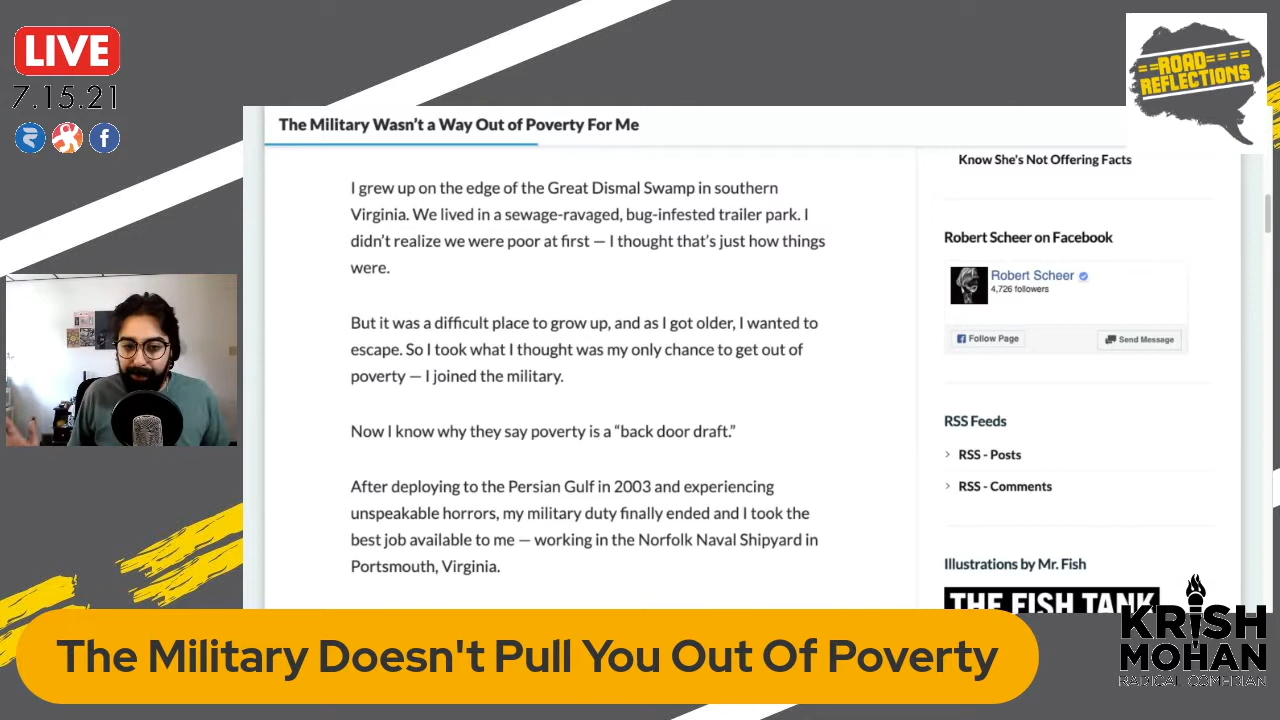 LIVE
7.15.21
==ROAD====
REFLECTIONS
The Military Wasn't a Way Out of Poverty For Me
I grew up on the edge of the Great Dismal Swamp in southern
Virginia. We lived in a sewage-ravaged, bug-infested trailer park. I
didn't realize we were poor at first — I thought that's just how things
were.
But it was a difficult place to grow up, and as I got older, I wanted to
escape. So I took what I thought was my only chance to get out of
poverty — I joined the military.
Now I know why they say poverty is a “back door draft.”
After deploying to the Persian Gulf in 2003 and experiencing
unspeakable horrors, my military duty finally ended and I took the
best job available to me — working in the Norfolk Naval Shipyard in
Portsmouth, Virginia.
Know She's Not Offering Facts
Robert Scheer on Facebook
Robert Scheer
4,726 followers
Follow Page
Send Message
RSS Feeds
RSS - Posts
RSS - Comments
Illustrations by Mr. Fish
THE FISH TANK
The Military Doesn't Pull You Out Of Poverty
KRISH
MOHAN
RADICAL COMEDIAN